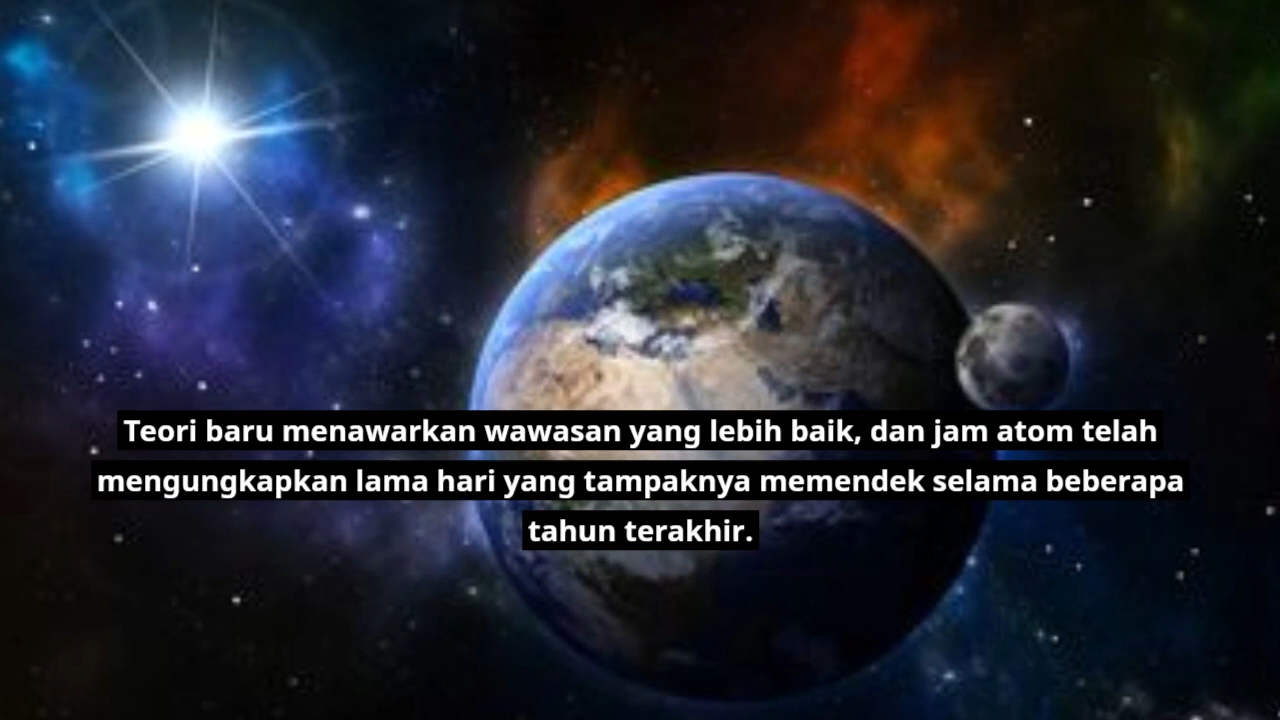 Teori baru menawarkan wawasan yang lebih baik, dan jam atom telah
mengungkapkan lama hari yang tampaknya memendek selama beberapa
tahun terakhir.